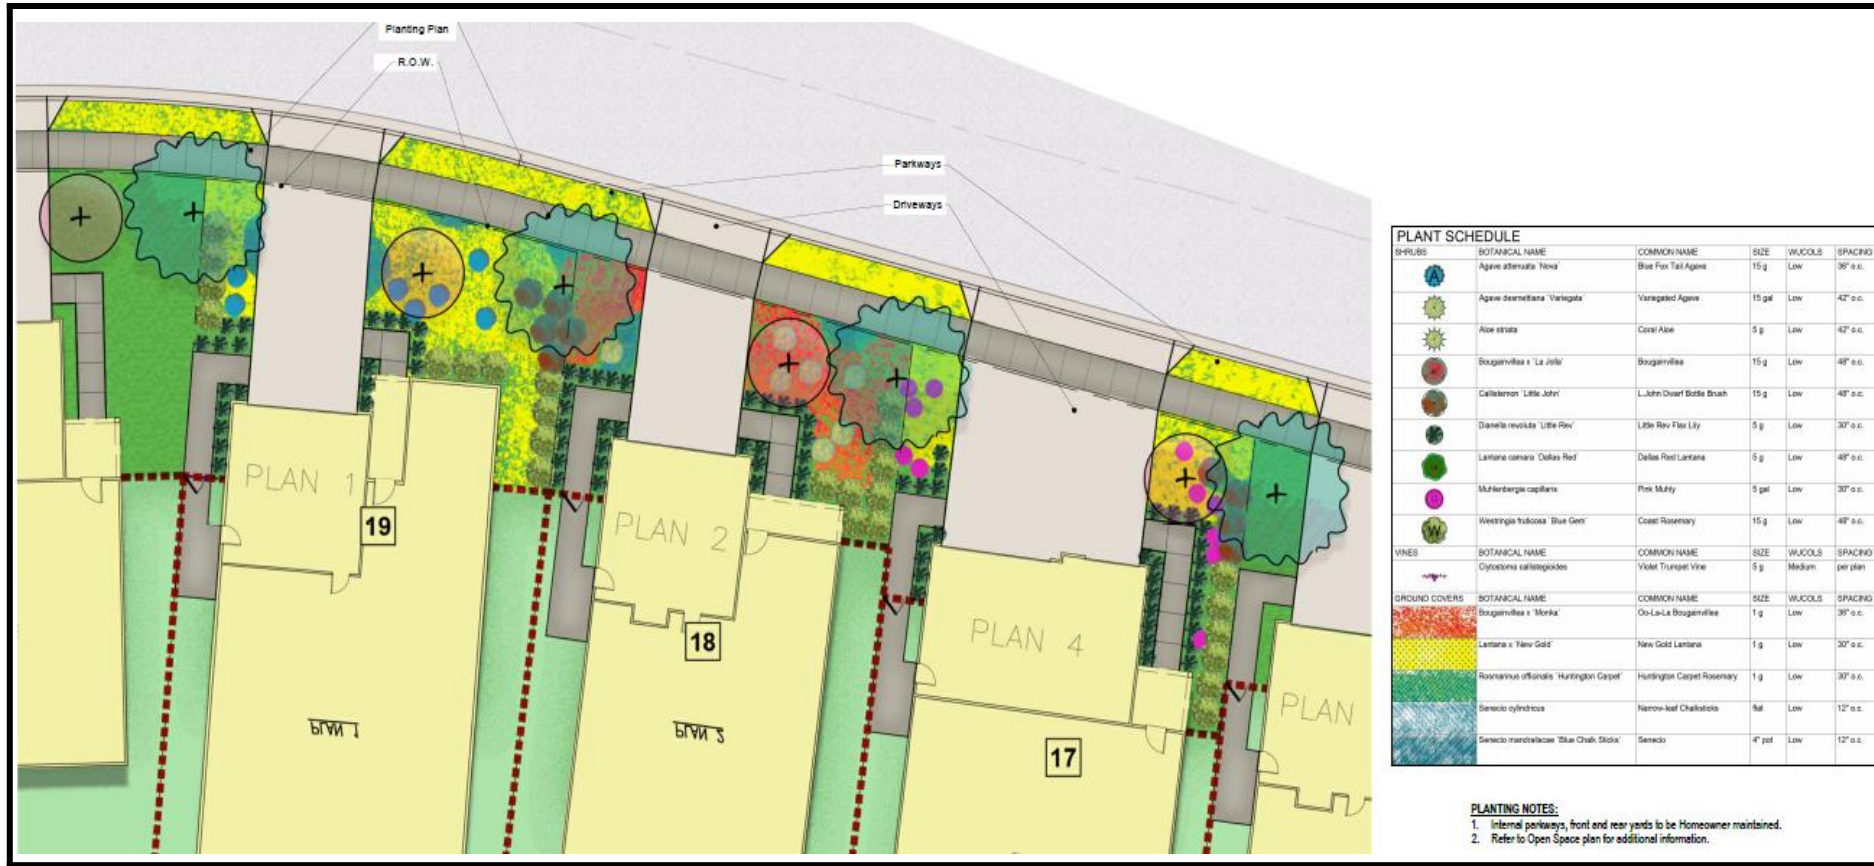 Planting Plan
R.O.W.
Parkways
Driveways
PLAN 1
19
PLAN 1
PLAN 2
18
PLAN 2
PLAN 4
17
PLAN
PLANT SCHEDULE
SHRUBS BOTANICAL NAME COMMON NAME SIZE WUCOLS SPACING
A Agave attenuata 'Nova' Blue Fox Tail Agave 15 g Low 36" o.c.
Agave desmettiana 'Variegata' Variegated Agave 15 gal Low 42" o.c.
Aloe striata Coral Aloe 5 g Low 42" o.c.
Bougainvillea x 'La Jolla' Bougainvillea 15 g Low 48" o.c.
Callistemon 'Little John' L.John Dwarf Bottle Brush 15 g Low 48" o.c.
Dianella revoluta 'Little Rev' Little Rev Flax Lily 5 g Low 30" o.c.
Lantana camara 'Dallas Red' Dallas Red Lantana 5 g Low 48" o.c.
Muhlenbergia capillaris Pink Muhly 5 gal Low 30" o.c.
W Westringia fruticosa 'Blue Gem' Coast Rosemary 15 g Low 48" o.c.
VINES BOTANICAL NAME COMMON NAME SIZE WUCOLS SPACING
Clytostoma callistegioides Violet Trumpet Vine 5 g Medium per plan
GROUND COVERS BOTANICAL NAME COMMON NAME SIZE WUCOLS SPACING
Bougainvillea x 'Monka' Oo-La-La Bougainvillea 1 g Low 36" o.c.
Lantana x 'New Gold' New Gold Lantana 1 g Low 30" o.c.
Rosmarinus officinalis 'Huntington Carpet' Huntington Carpet Rosemary 1 g Low 30" o.c.
Senecio cylindricus Narrow-leaf Chalksticks flat Low 12" o.c.
Senecio mandraliscae 'Blue Chalk Sticks' Senecio 4" pot Low 12" o.c.
PLANTING NOTES:
1. Internal parkways, front and rear yards to be Homeowner maintained.
2. Refer to Open Space plan for additional information.